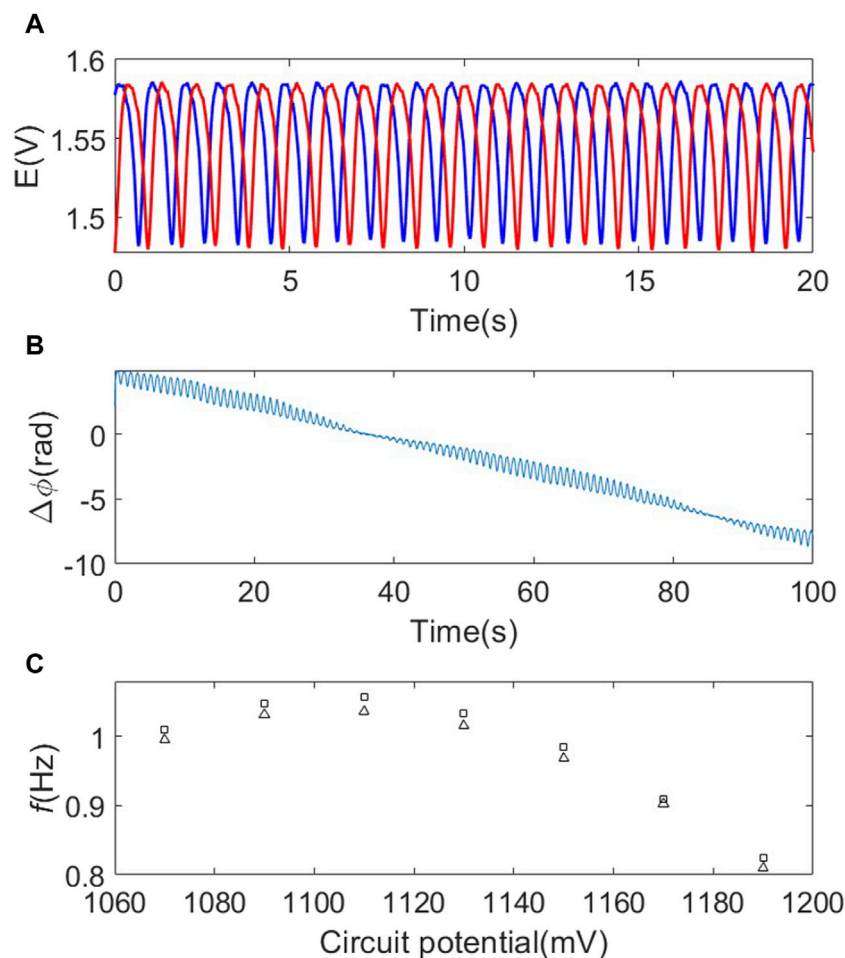 A
E(V)
1.6
1.55
1.5
0 5 10 15 20
Time(s)
B
Δϕ(rad)
0
-5
-10
0 20 40 60 80 100
Time(s)
C
f(Hz)
1
0.9
0.8
1060 1080 1100 1120 1140 1160 1180 1200
Circuit potential(mV)